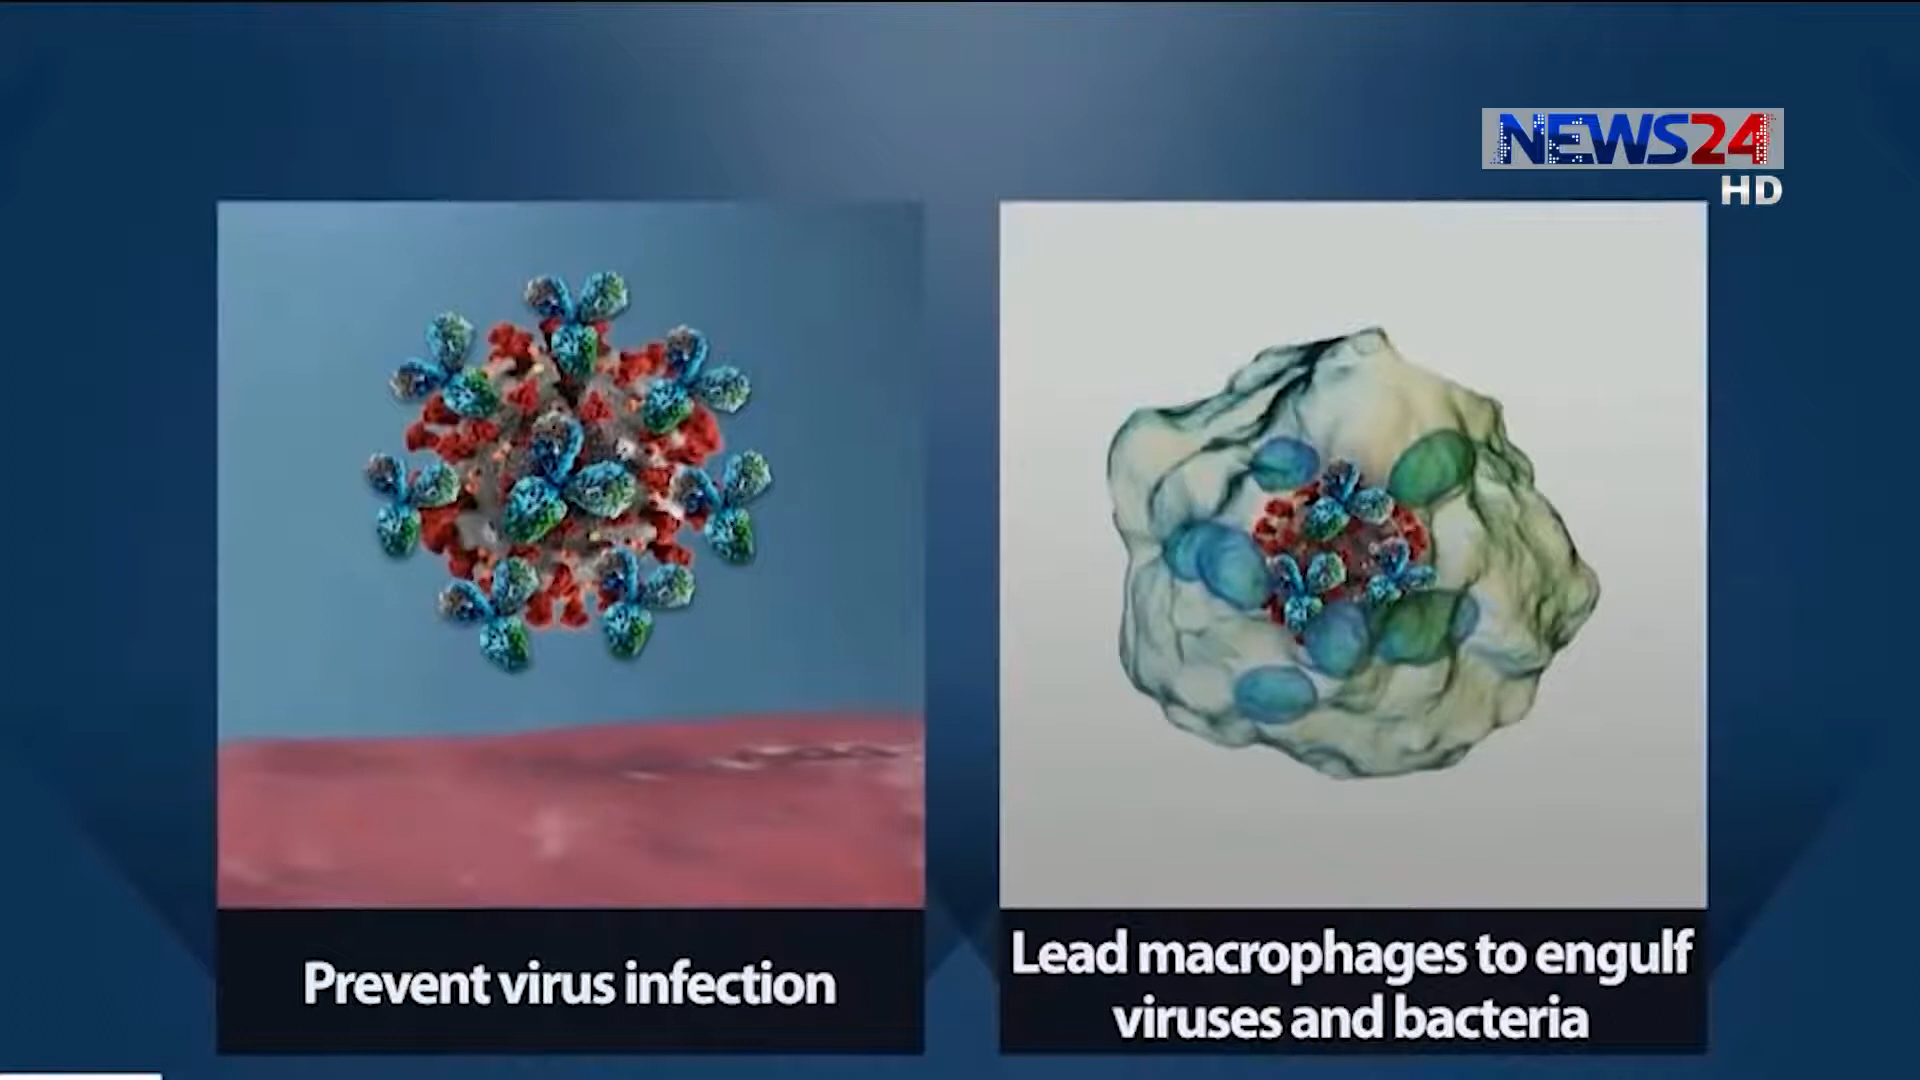 NEWS24
HD
Prevent virus infection
Lead macrophages to engulf
viruses and bacteria